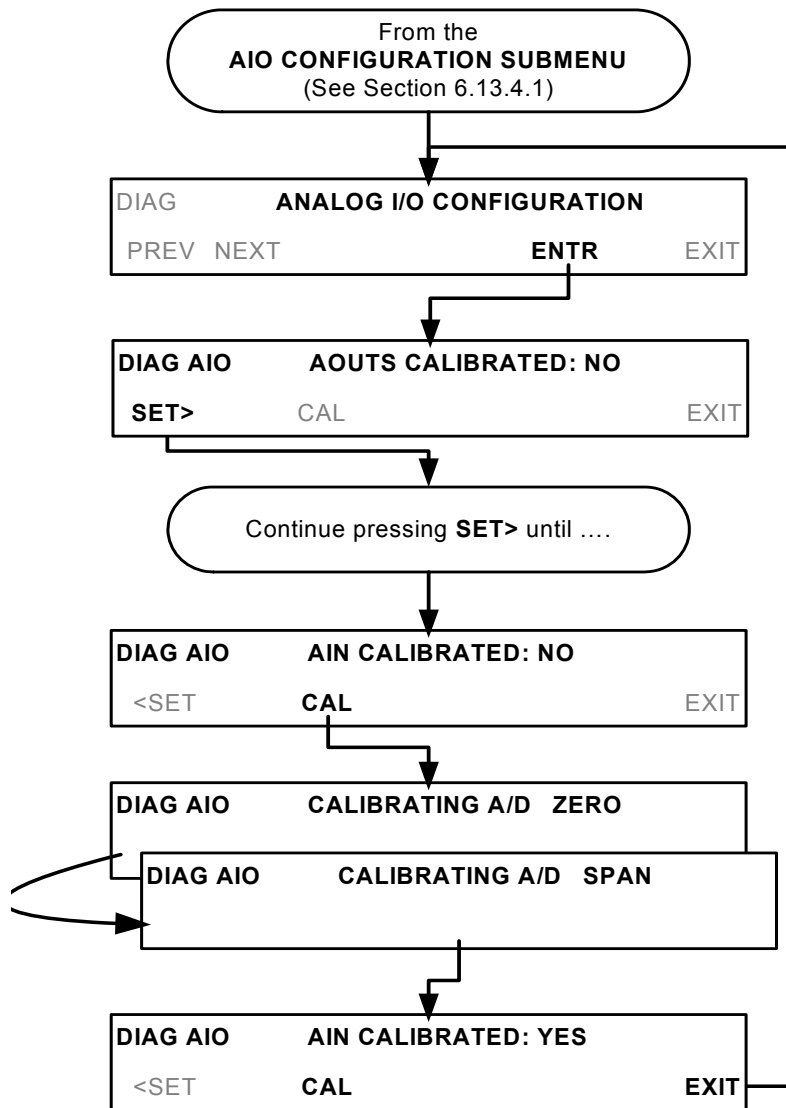 From the
AIO CONFIGURATION SUBMENU
(See Section 6.13.4.1)
DIAG ANALOG I/O CONFIGURATION
PREV NEXT ENTR EXIT
DIAG AIO AOUTS CALIBRATED: NO
SET> CAL EXIT
Continue pressing SET> until ....
DIAG AIO AIN CALIBRATED: NO
<SET CAL EXIT
DIAG AIO CALIBRATING A/D ZERO
DIAG AIO CALIBRATING A/D SPAN
DIAG AIO AIN CALIBRATED: YES
<SET CAL EXIT